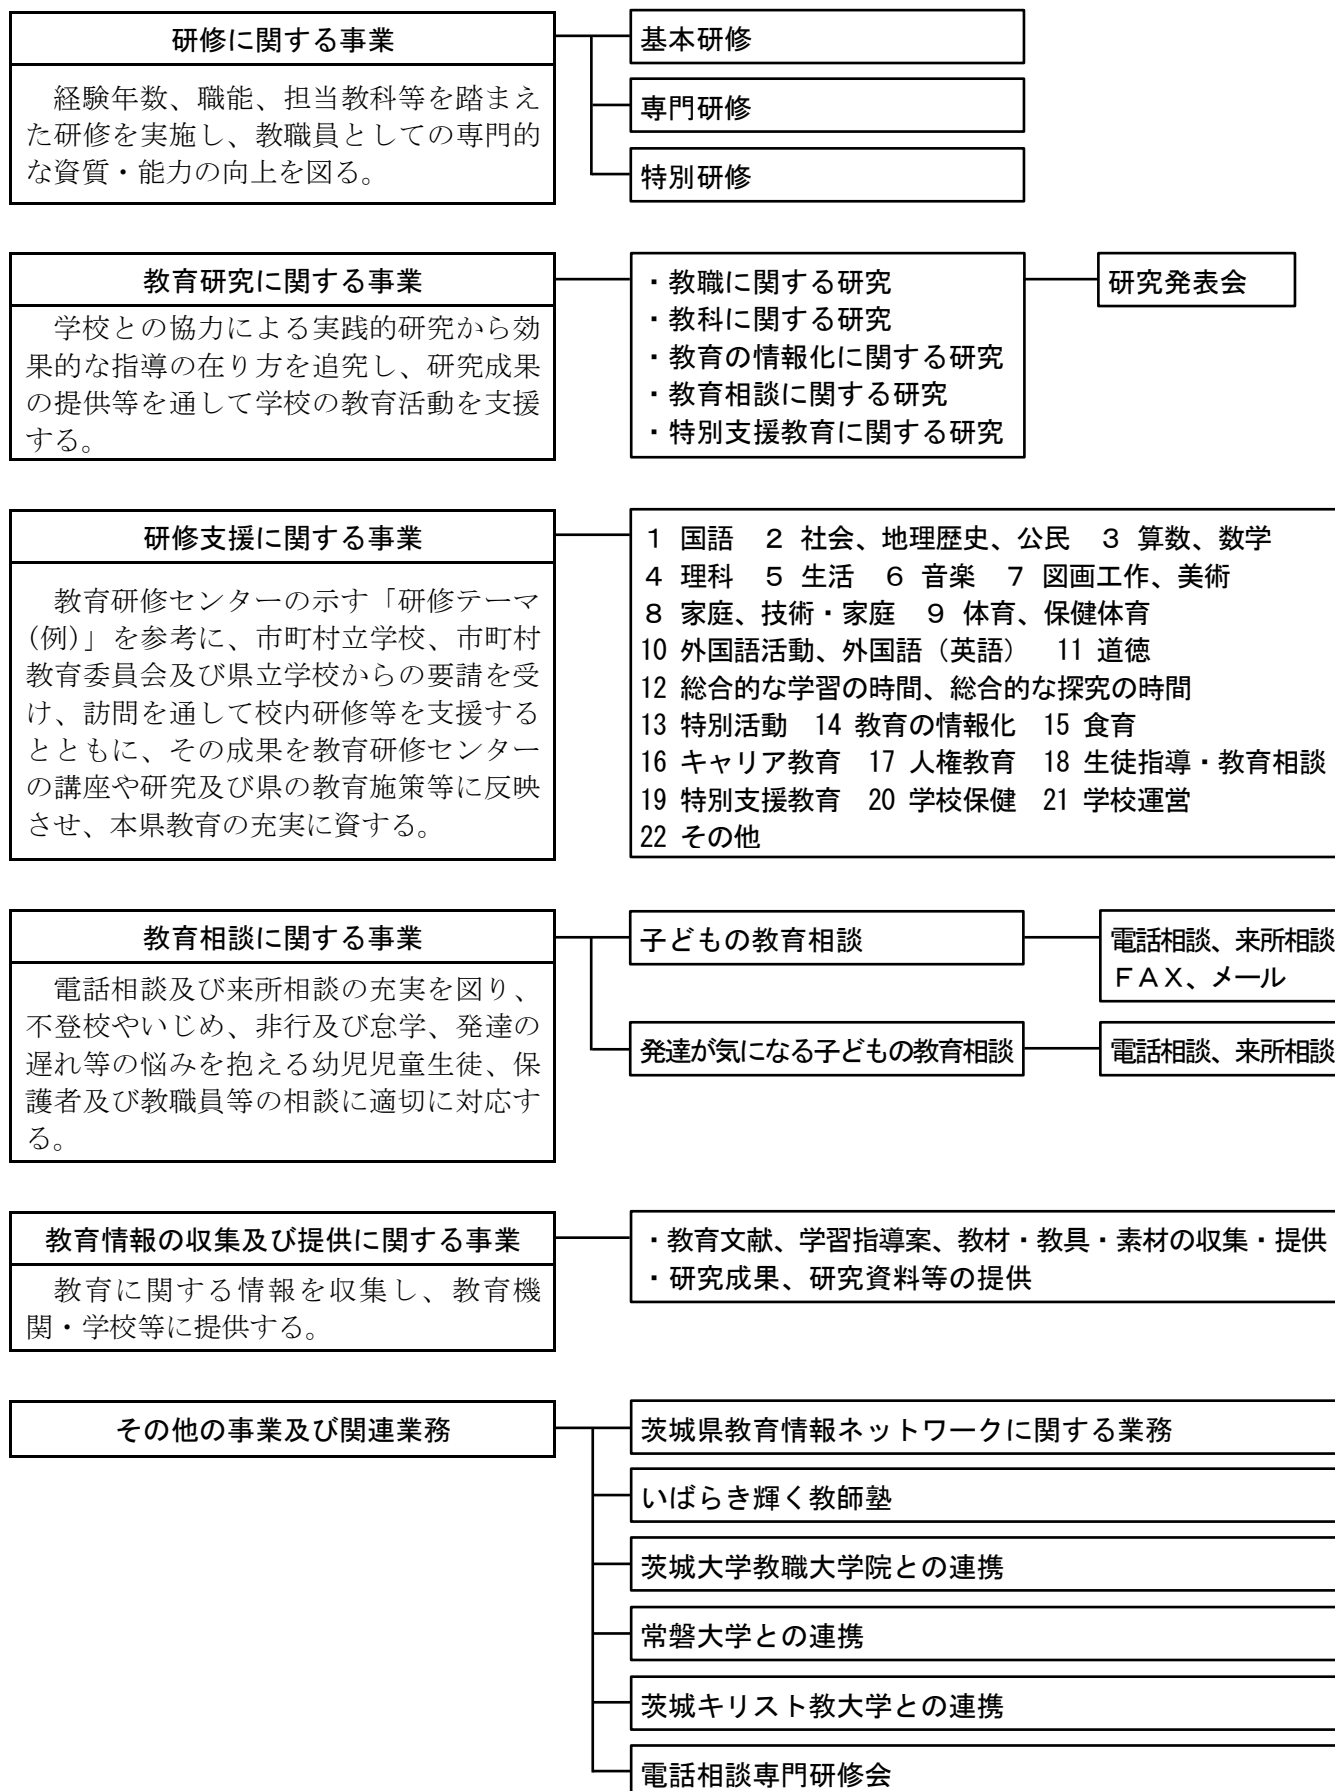 研修に関する事業
経験年数、職能、担当教科等を踏まえ
た研修を実施し、教職員としての専門的
な資質・能力の向上を図る。
基本研修
専門研修
特別研修
教育研究に関する事業
学校との協力による実践的研究から効
果的な指導の在り方を追究し、研究成果
の提供等を通して学校の教育活動を支援
する。
・教職に関する研究
・教科に関する研究
・教育の情報化に関する研究
・教育相談に関する研究
・特別支援教育に関する研究
研究発表会
研修支援に関する事業
教育研修センターの示す「研修テーマ
(例)」を参考に、市町村立学校、市町村
教育委員会及び県立学校からの要請を受
け、訪問を通して校内研修等を支援する
とともに、その成果を教育研修センター
の講座や研究及び県の教育施策等に反映
させ、本県教育の充実に資する。
1 国語 2 社会、地理歴史、公民 3 算数、数学
4 理科 5 生活 6 音楽 7 図画工作、美術
8 家庭、技術・家庭 9 体育、保健体育
10 外国語活動、外国語（英語） 11 道徳
12 総合的な学習の時間、総合的な探究の時間
13 特別活動 14 教育の情報化 15 食育
16 キャリア教育 17 人権教育 18 生徒指導・教育相談
19 特別支援教育 20 学校保健 21 学校運営
22 その他
教育相談に関する事業
電話相談及び来所相談の充実を図り、
不登校やいじめ、非行及び怠学、発達の
遅れ等の悩みを抱える幼児児童生徒、保
護者及び教職員等の相談に適切に対応す
る。
子どもの教育相談
電話相談、来所相談
ＦＡＸ、メール
発達が気になる子どもの教育相談
電話相談、来所相談
教育情報の収集及び提供に関する事業
教育に関する情報を収集し、教育機
関・学校等に提供する。
・教育文献、学習指導案、教材・教具・素材の収集・提供
・研究成果、研究資料等の提供
その他の事業及び関連業務
茨城県教育情報ネットワークに関する業務
いばらき輝く教師塾
茨城大学教職大学院との連携
常磐大学との連携
茨城キリスト教大学との連携
電話相談専門研修会